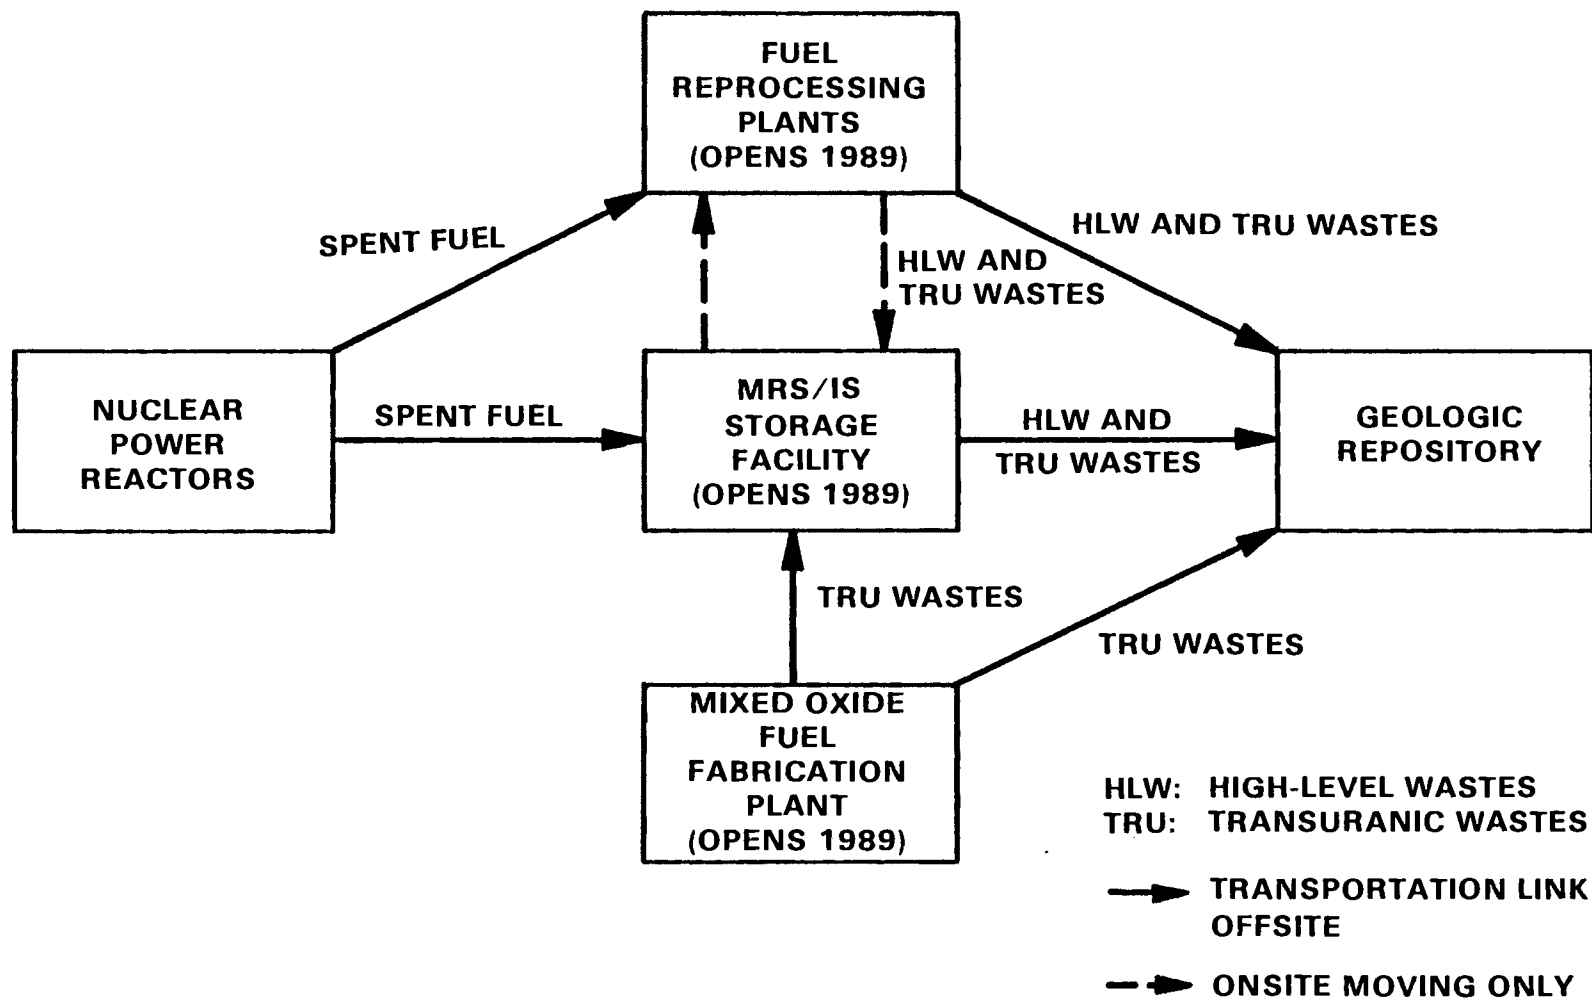 FUEL
REPROCESSING
PLANTS
(OPENS 1989)
SPENT FUEL
HLW AND TRU WASTES
HLW AND
TRU WASTES
NUCLEAR
POWER
REACTORS
SPENT FUEL
MRS/IS
STORAGE
FACILITY
(OPENS 1989)
HLW AND
TRU WASTES
GEOLOGIC
REPOSITORY
TRU WASTES
TRU WASTES
MIXED OXIDE
FUEL
FABRICATION
PLANT
(OPENS 1989)
HLW: HIGH-LEVEL WASTES
TRU: TRANSURANIC WASTES
TRANSPORTATION LINK
OFFSITE
ONSITE MOVING ONLY